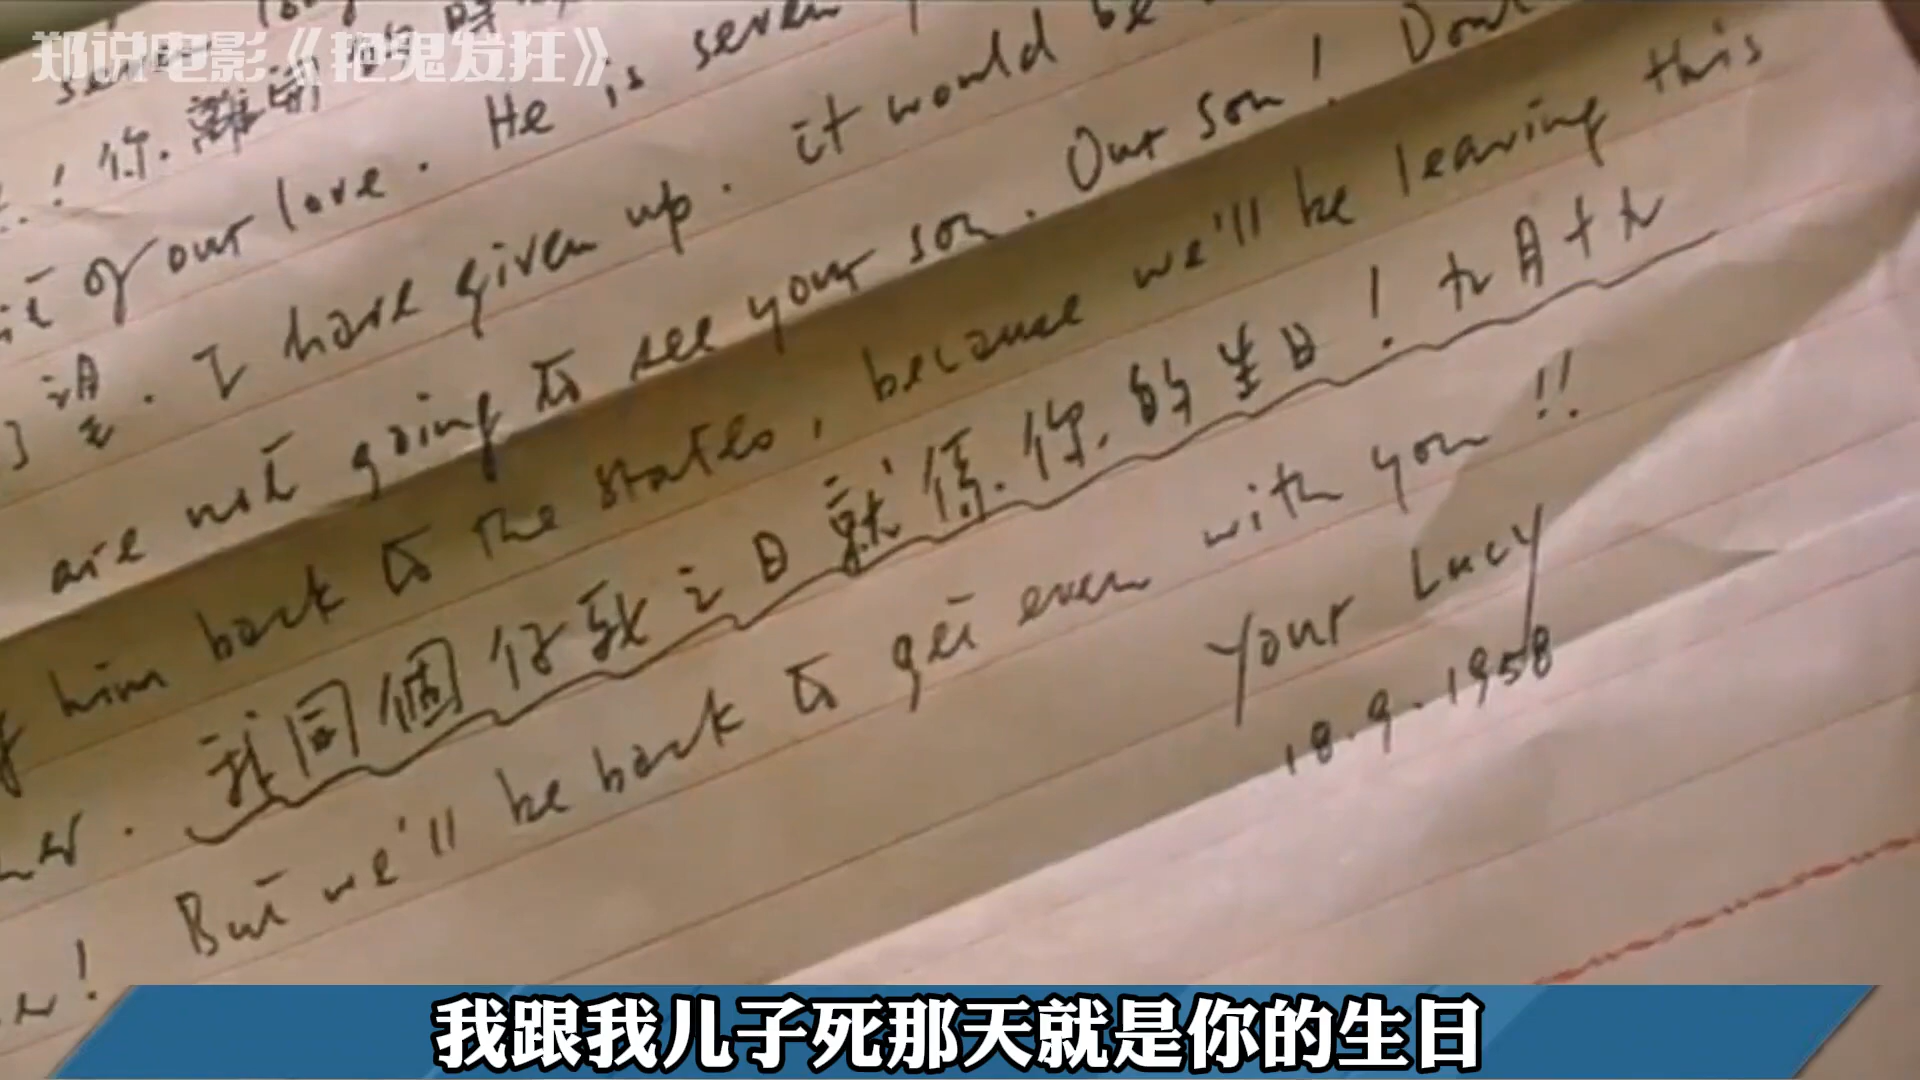 郑说电影《抱鬼发狂》
！你．離開
of our love. He is seven
I have given up. it would be
are not going to see your son. Our son! Don't
him back to the states, because we'll be leaving this
我同個仔死之日就係你的生日！九月十九
But we'll be back to get even with you!!
Your Lucy
18.9.1958
我跟我儿子死那天就是你的生日